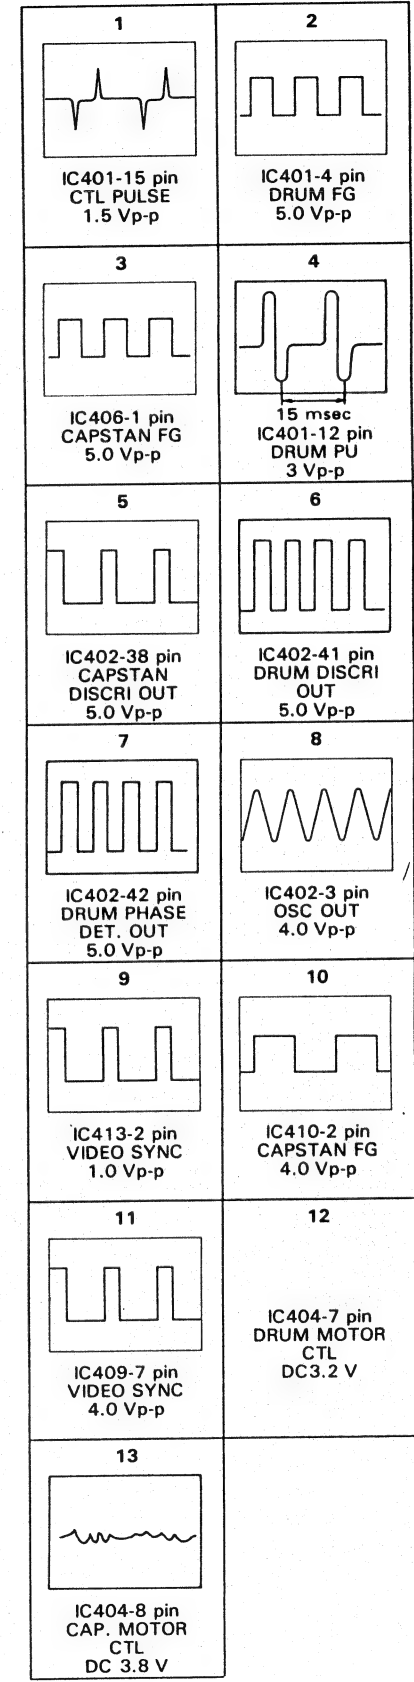 1
IC401-15 pin
CTL PULSE
1.5 Vp-p
2
IC401-4 pin
DRUM FG
5.0 Vp-p
3
IC406-1 pin
CAPSTAN FG
5.0 Vp-p
4
15 msec
IC401-12 pin
DRUM PU
3 Vp-p
5
IC402-38 pin
CAPSTAN
DISCRI OUT
5.0 Vp-p
6
IC402-41 pin
DRUM DISCRI
OUT
5.0 Vp-p
7
IC402-42 pin
DRUM PHASE
DET. OUT
5.0 Vp-p
8
IC402-3 pin
OSC OUT
4.0 Vp-p
9
IC413-2 pin
VIDEO SYNC
1.0 Vp-p
10
IC410-2 pin
CAPSTAN FG
4.0 Vp-p
11
IC409-7 pin
VIDEO SYNC
4.0 Vp-p
12
IC404-7 pin
DRUM MOTOR
CTL
DC3.2 V
13
IC404-8 pin
CAP. MOTOR
CTL
DC 3.8 V